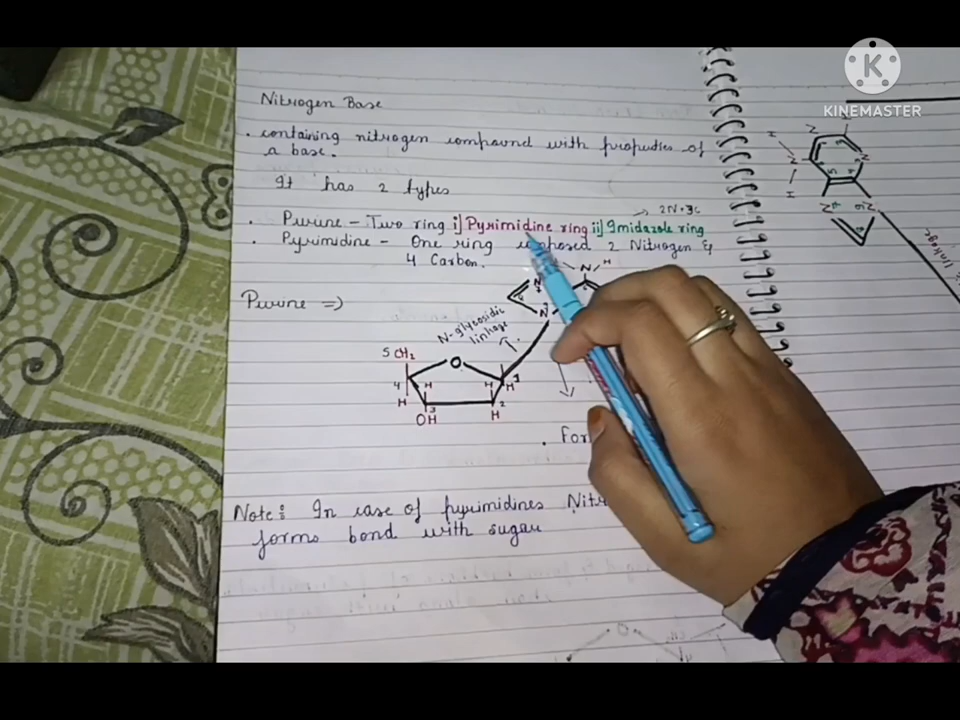 KINEMASTER
Nitrogen Base
. containing nitrogen compound with properties of
a base.
It has 2 types
→ 2N+3C
. Purine - Two ring i] Pyrimidine ring ii] Imidazole ring
. Pyrimidine - One ring composed 2 Nitrogen &
4 Carbon.
Purine ⇒
N-glycosidic
linkage
5 CH2
O
4 H H H 1
H 3 2
OH H
. For
Note: In case of pyrimidines Nit
forms bond with sugar
linkage